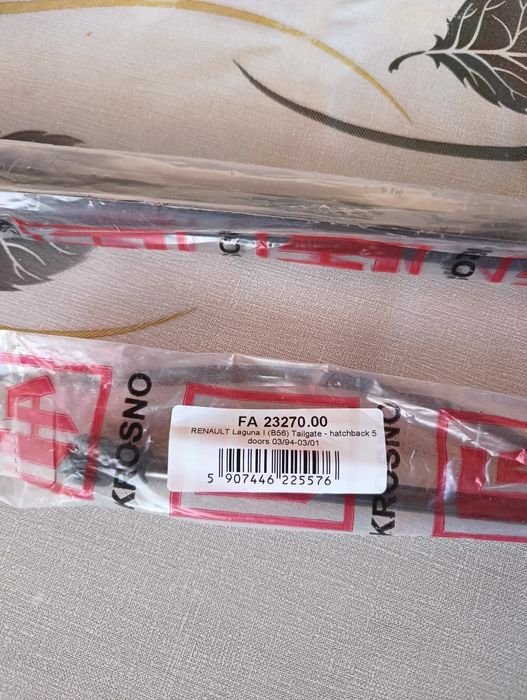 FA 23270.00
RENAULT Laguna I (B56) Tailgate - hatchback 5
doors 03/94-03/01
5 907446 225576
KROSNO
KROSNO